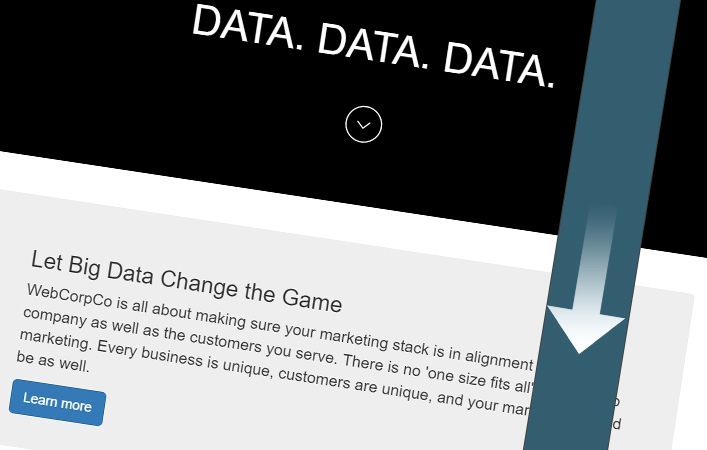 DATA. DATA. DATA.
Let Big Data Change the Game
WebCorpCo is all about making sure your marketing stack is in alignment
company as well as the customers you serve. There is no 'one size fits all'
marketing. Every business is unique, customers are unique, and your
be as well.
Learn more